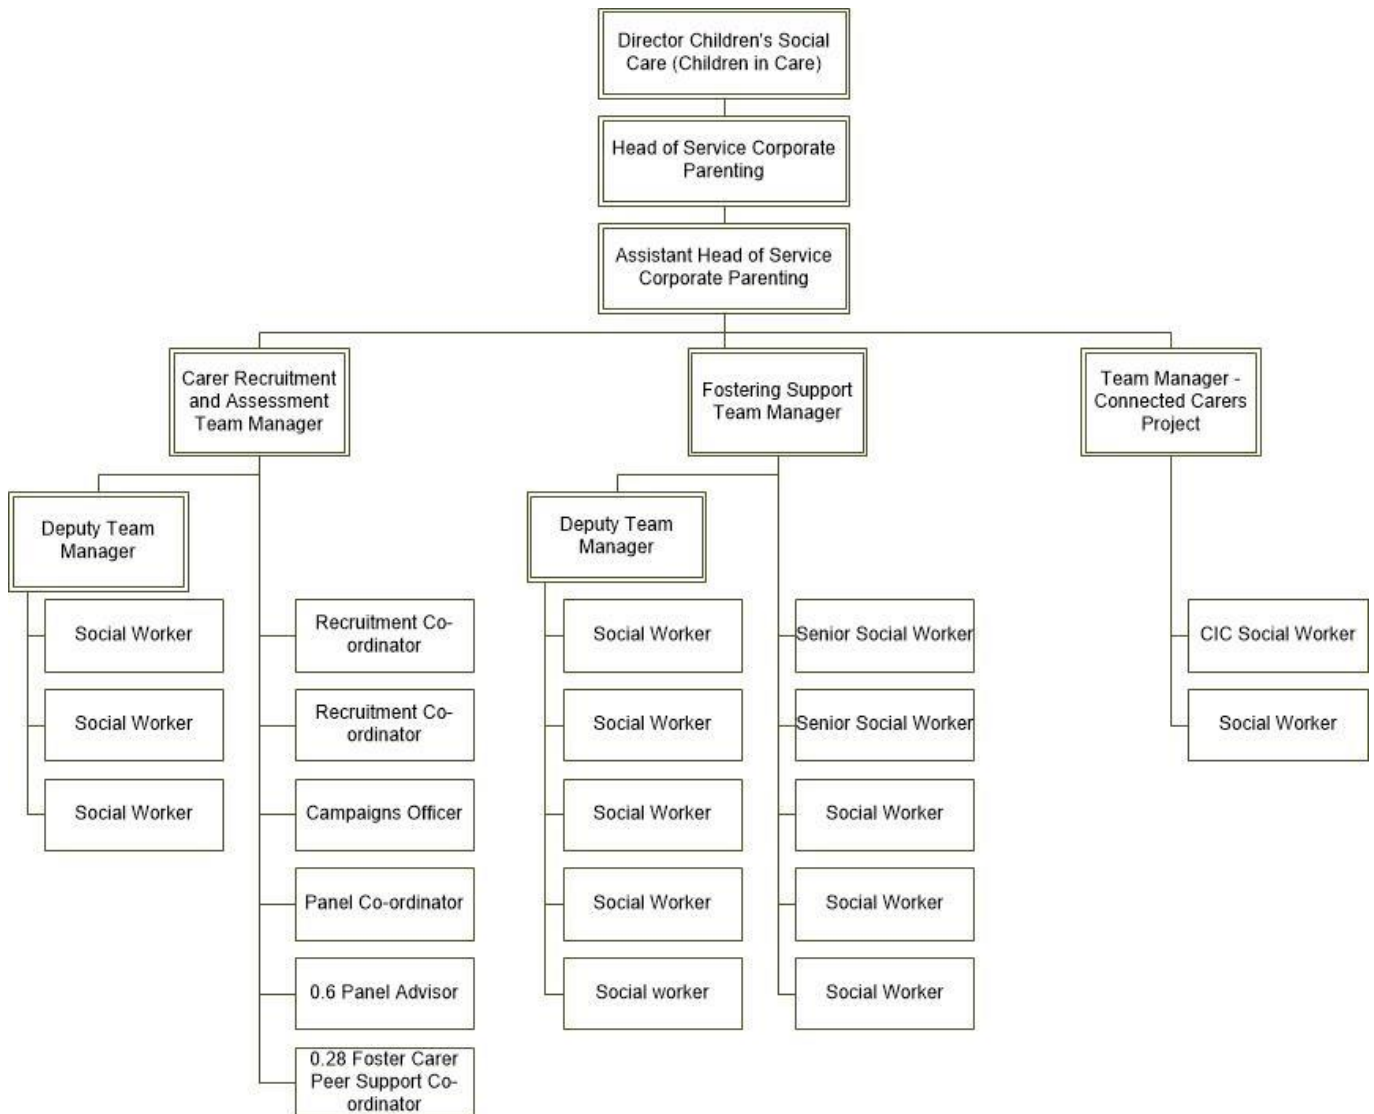 Director Children's Social
Care (Children in Care)
Head of Service Corporate
Parenting
Assistant Head of Service
Corporate Parenting
Carer Recruitment
and Assessment
Team Manager
Fostering Support
Team Manager
Team Manager -
Connected Carers
Project
Deputy Team
Manager
Social Worker
Social Worker
Social Worker
Recruitment Co-
ordinator
Recruitment Co-
ordinator
Campaigns Officer
Panel Co-ordinator
0.6 Panel Advisor
0.28 Foster Carer
Peer Support Co-
ordinator
Deputy Team
Manager
Social Worker
Social Worker
Social Worker
Social Worker
Social worker
Senior Social Worker
Senior Social Worker
Social Worker
Social Worker
Social Worker
CIC Social Worker
Social Worker